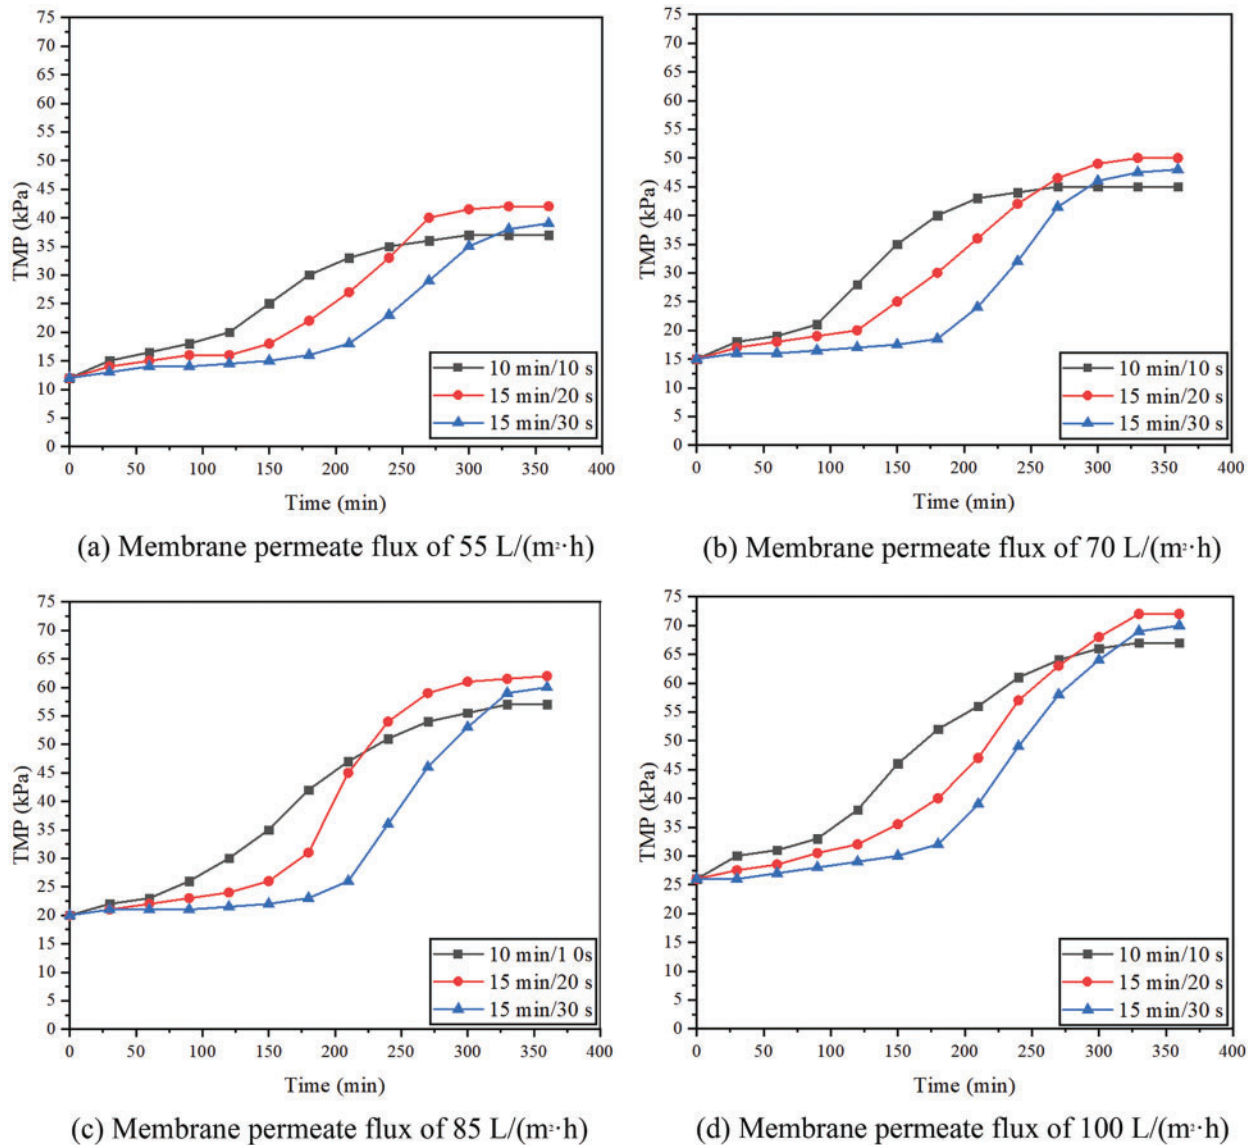 75
70
65
60
55
50
45
40
35
30
25
20
15
10
5
0
TMP (kPa)
10 min/10 s
15 min/20 s
15 min/30 s
0 50 100 150 200 250 300 350 400
Time (min)
(a) Membrane permeate flux of 55 L/(m²·h)
75
70
65
60
55
50
45
40
35
30
25
20
15
10
5
0
TMP (kPa)
10 min/10 s
15 min/20 s
15 min/30 s
0 50 100 150 200 250 300 350 400
Time (min)
(b) Membrane permeate flux of 70 L/(m²·h)
75
70
65
60
55
50
45
40
35
30
25
20
15
10
5
0
TMP (kPa)
10 min/1 0s
15 min/20 s
15 min/30 s
0 50 100 150 200 250 300 350 400
Time (min)
(c) Membrane permeate flux of 85 L/(m²·h)
75
70
65
60
55
50
45
40
35
30
25
20
15
10
5
0
TMP (kPa)
10 min/10 s
15 min/20 s
15 min/30 s
0 50 100 150 200 250 300 350 400
Time (min)
(d) Membrane permeate flux of 100 L/(m²·h)